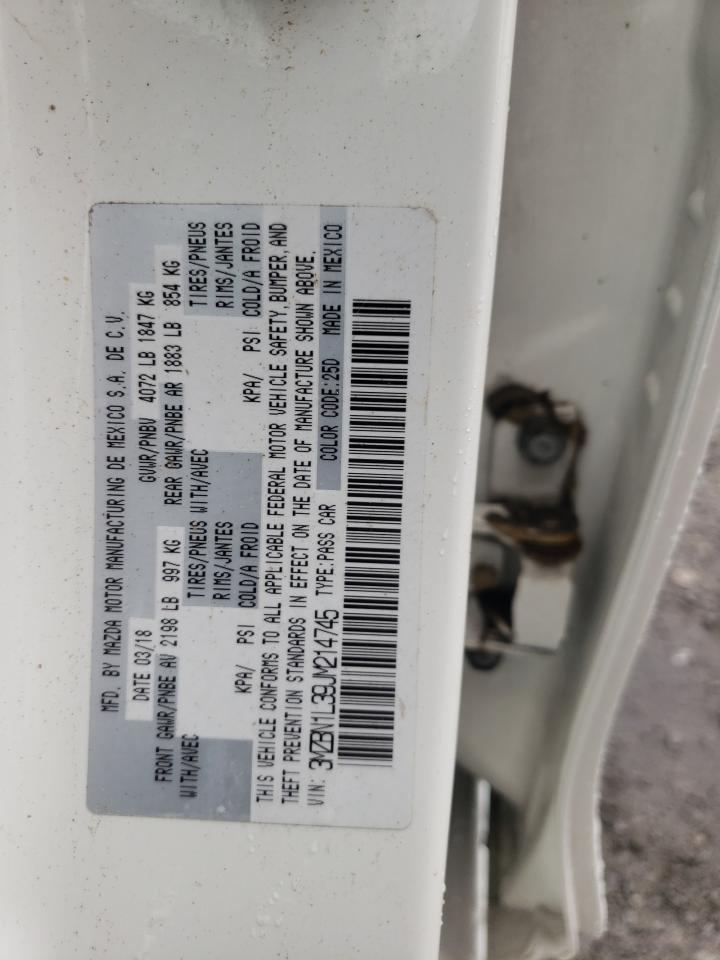 MFD. BY MAZDA MOTOR MANUFACTURING DE MEXICO S.A. DE C.V.
DATE 03/18 GVWR/PNBV 4072 LB 1847 KG
FRONT GAWR/PNBE AV 2198 LB 997 KG REAR GAWR/PNBE AR 1883 LB 854 KG
WITH/AVEC TIRES/PNEUS WITH/AVEC TIRES/PNEUS
RIMS/JANTES RIMS/JANTES
KPA/ PSI COLD/A FROID KPA/ PSI COLD/A FROID
THIS VEHICLE CONFORMS TO ALL APPLICABLE FEDERAL MOTOR VEHICLE SAFETY,BUMPER,AND
THEFT PREVENTION STANDARDS IN EFFECT ON THE DATE OF MANUFACTURE SHOWN ABOVE.
VIN: 3MZBN1L39JM214745 TYPE:PASS CAR COLOR CODE:25D MADE IN MEXICO